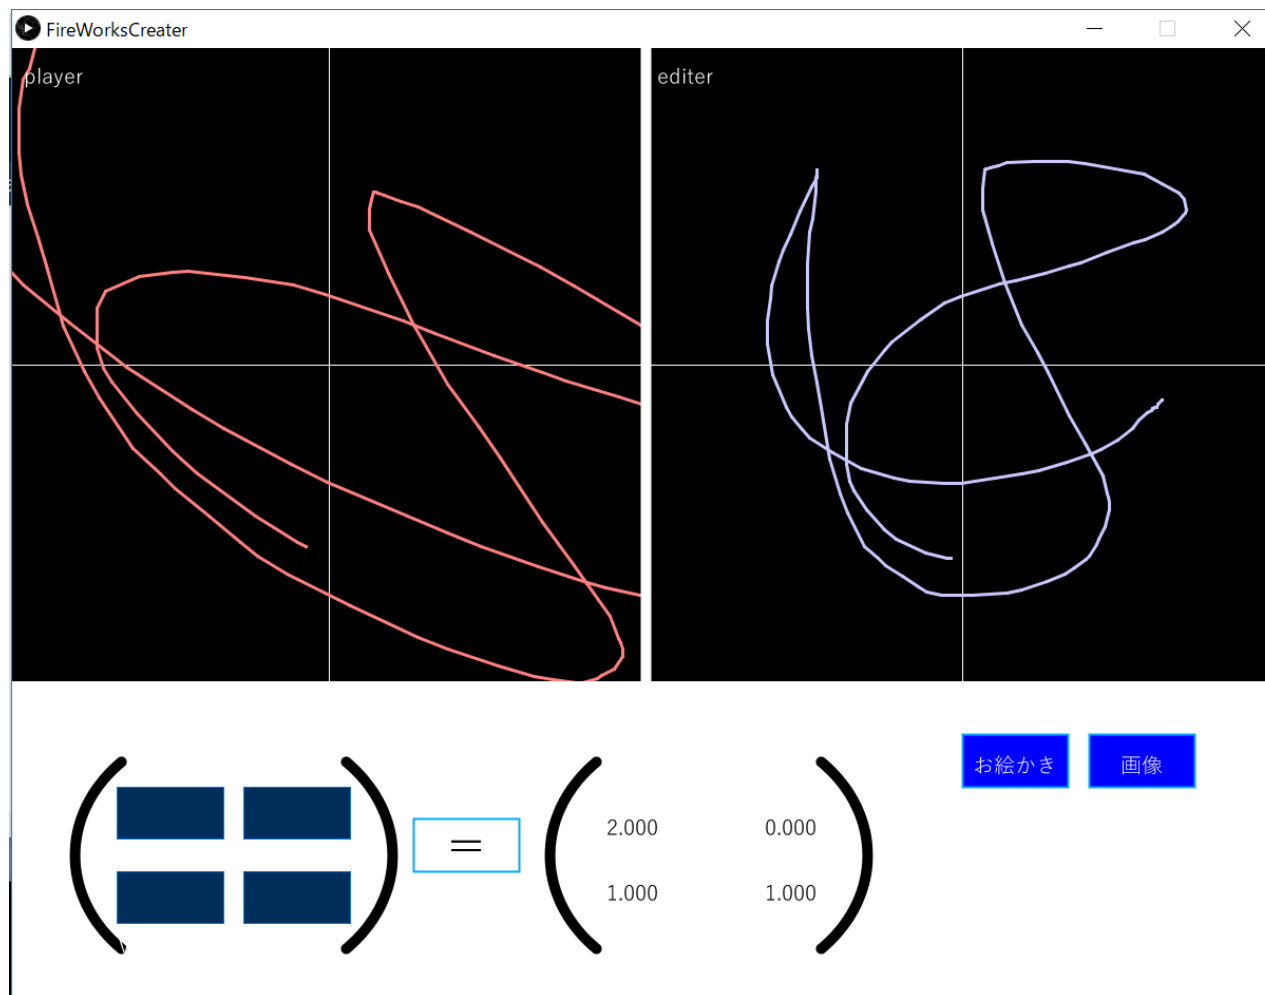 FireWorksCreater
player
editer
お絵かき 画像
2.000 0.000
=
1.000 1.000